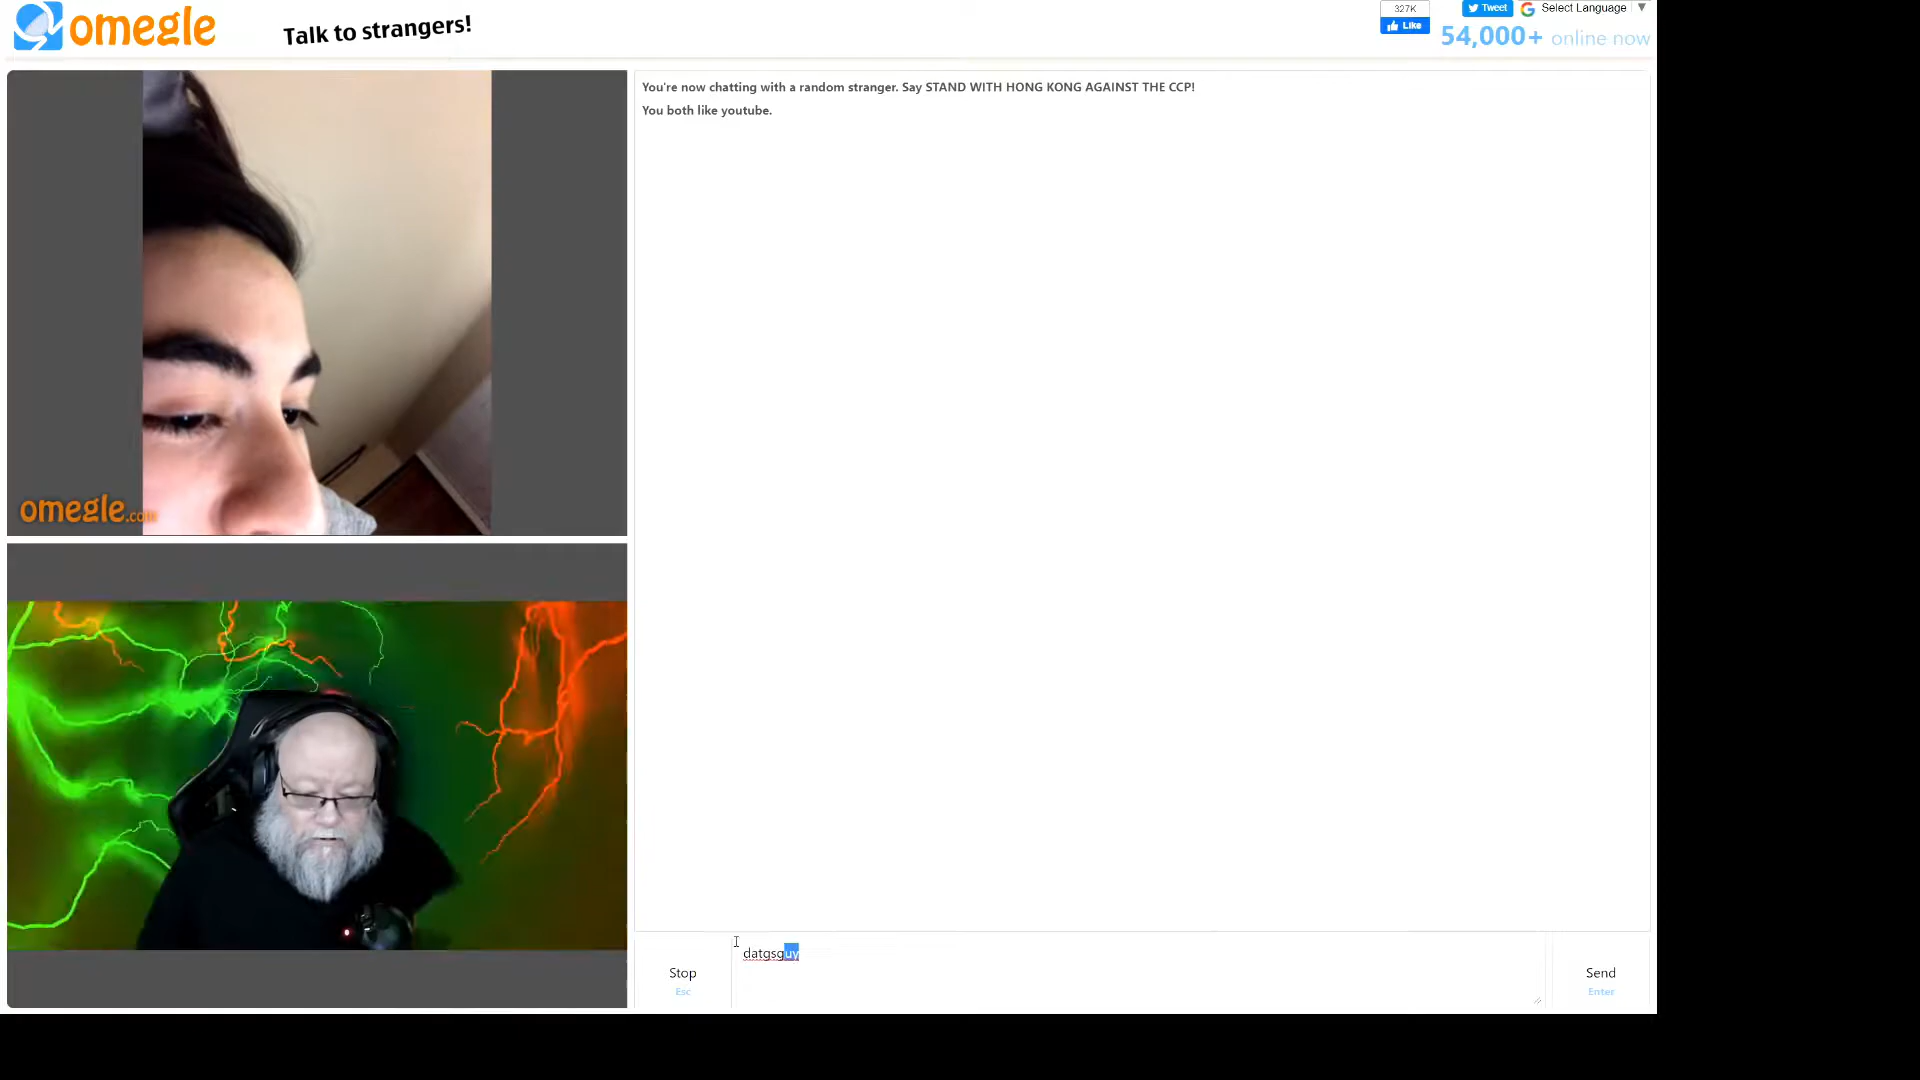 omegle
Talk to strangers!
327K
Like
Tweet
Select Language ▼
54,000+ online now
You're now chatting with a random stranger. Say STAND WITH HONG KONG AGAINST THE CCP!
You both like youtube.
omegle.com
Stop
Esc
datgsguy
Send
Enter